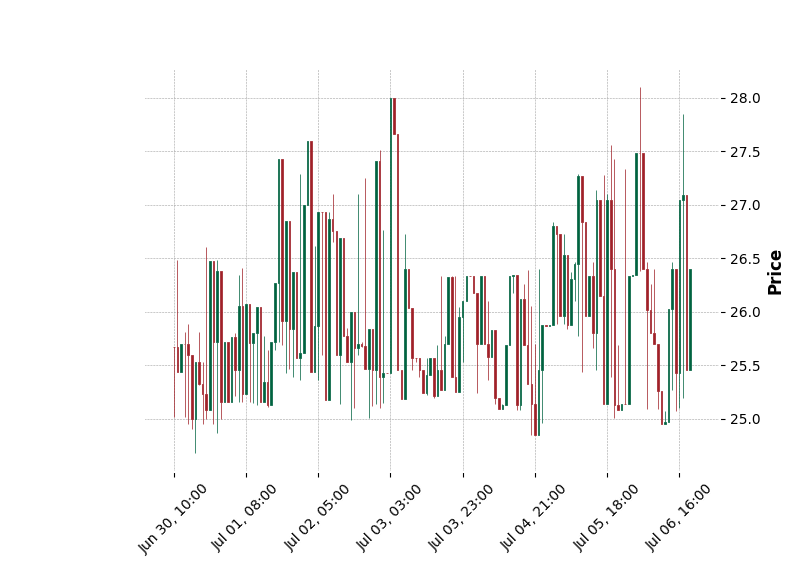 28.0
27.5
27.0
26.5
26.0
25.5
25.0
Price
Jun 30, 10:00
Jul 01, 08:00
Jul 02, 05:00
Jul 03, 03:00
Jul 03, 23:00
Jul 04, 21:00
Jul 05, 18:00
Jul 06, 16:00